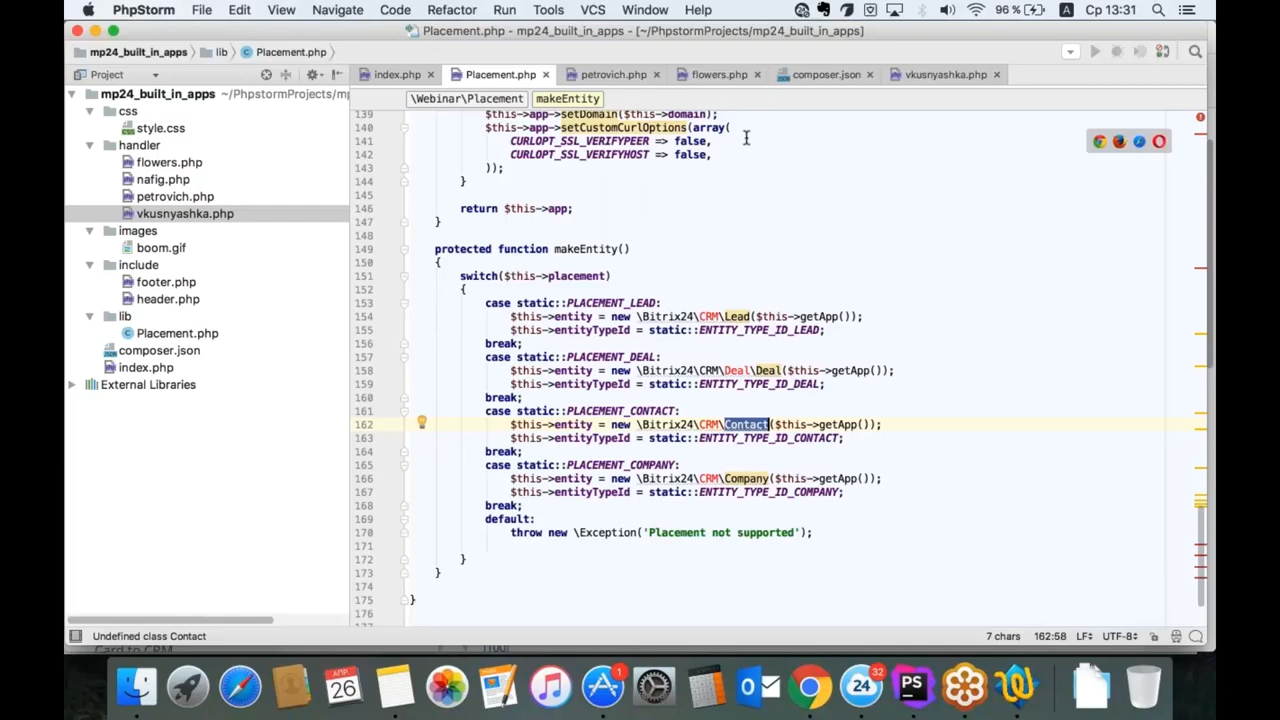 PhpStorm File Edit View Navigate Code Refactor Run Tools VCS Window Help 96 % A Ср 13:31
Placement.php - mp24_built_in_apps - [~/PhpstormProjects/mp24_built_in_apps]
mp24_built_in_apps lib Placement.php
Project index.php Placement.php petrovich.php flowers.php composer.json vkusnyashka.php
mp24_built_in_apps ~/PhpstormProjects/mp
css
style.css
handler
flowers.php
nafig.php
petrovich.php
vkusnyashka.php
images
boom.gif
include
footer.php
header.php
lib
Placement.php
composer.json
index.php
External Libraries
\Webinar\Placement makeEntity
139 $this->app->setDomain($this->domain);
140 $this->app->setCustomCurlOptions(array(
141 CURLOPT_SSL_VERIFYPEER => false,
142 CURLOPT_SSL_VERIFYHOST => false,
143 ));
144 }
145
146 return $this->app;
147 }
148
149 protected function makeEntity()
150 {
151 switch($this->placement)
152 {
153 case static::PLACEMENT_LEAD:
154 $this->entity = new \Bitrix24\CRM\Lead($this->getApp());
155 $this->entityTypeId = static::ENTITY_TYPE_ID_LEAD;
156 break;
157 case static::PLACEMENT_DEAL:
158 $this->entity = new \Bitrix24\CRM\Deal\Deal($this->getApp());
159 $this->entityTypeId = static::ENTITY_TYPE_ID_DEAL;
160 break;
161 case static::PLACEMENT_CONTACT:
162 $this->entity = new \Bitrix24\CRM\Contact($this->getApp());
163 $this->entityTypeId = static::ENTITY_TYPE_ID_CONTACT;
164 break;
165 case static::PLACEMENT_COMPANY:
166 $this->entity = new \Bitrix24\CRM\Company($this->getApp());
167 $this->entityTypeId = static::ENTITY_TYPE_ID_COMPANY;
168 break;
169 default:
170 throw new \Exception('Placement not supported');
171
172 }
173 }
174
175 }
176
Undefined class Contact 7 chars 162:58 LF÷ UTF-8÷
APR 26 1 24 32 PS